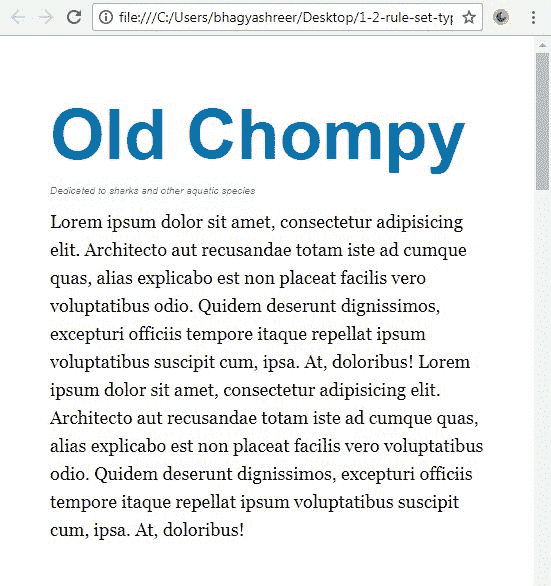 file:///C:/Users/bhagyashreer/Desktop/1-2-rule-set-typ
Old Chompy
Dedicated to sharks and other aquatic species
Lorem ipsum dolor sit amet, consectetur adipisicing
elit. Architecto aut recusandae totam iste ad cumque
quas, alias explicabo est non placeat facilis vero
voluptatibus odio. Quidem deserunt dignissimos,
excepturi officiis tempore itaque repellat ipsum
voluptatibus suscipit cum, ipsa. At, doloribus! Lorem
ipsum dolor sit amet, consectetur adipisicing elit.
Architecto aut recusandae totam iste ad cumque quas,
alias explicabo est non placeat facilis vero voluptatibus
odio. Quidem deserunt dignissimos, excepturi officiis
tempore itaque repellat ipsum voluptatibus suscipit
cum, ipsa. At, doloribus!